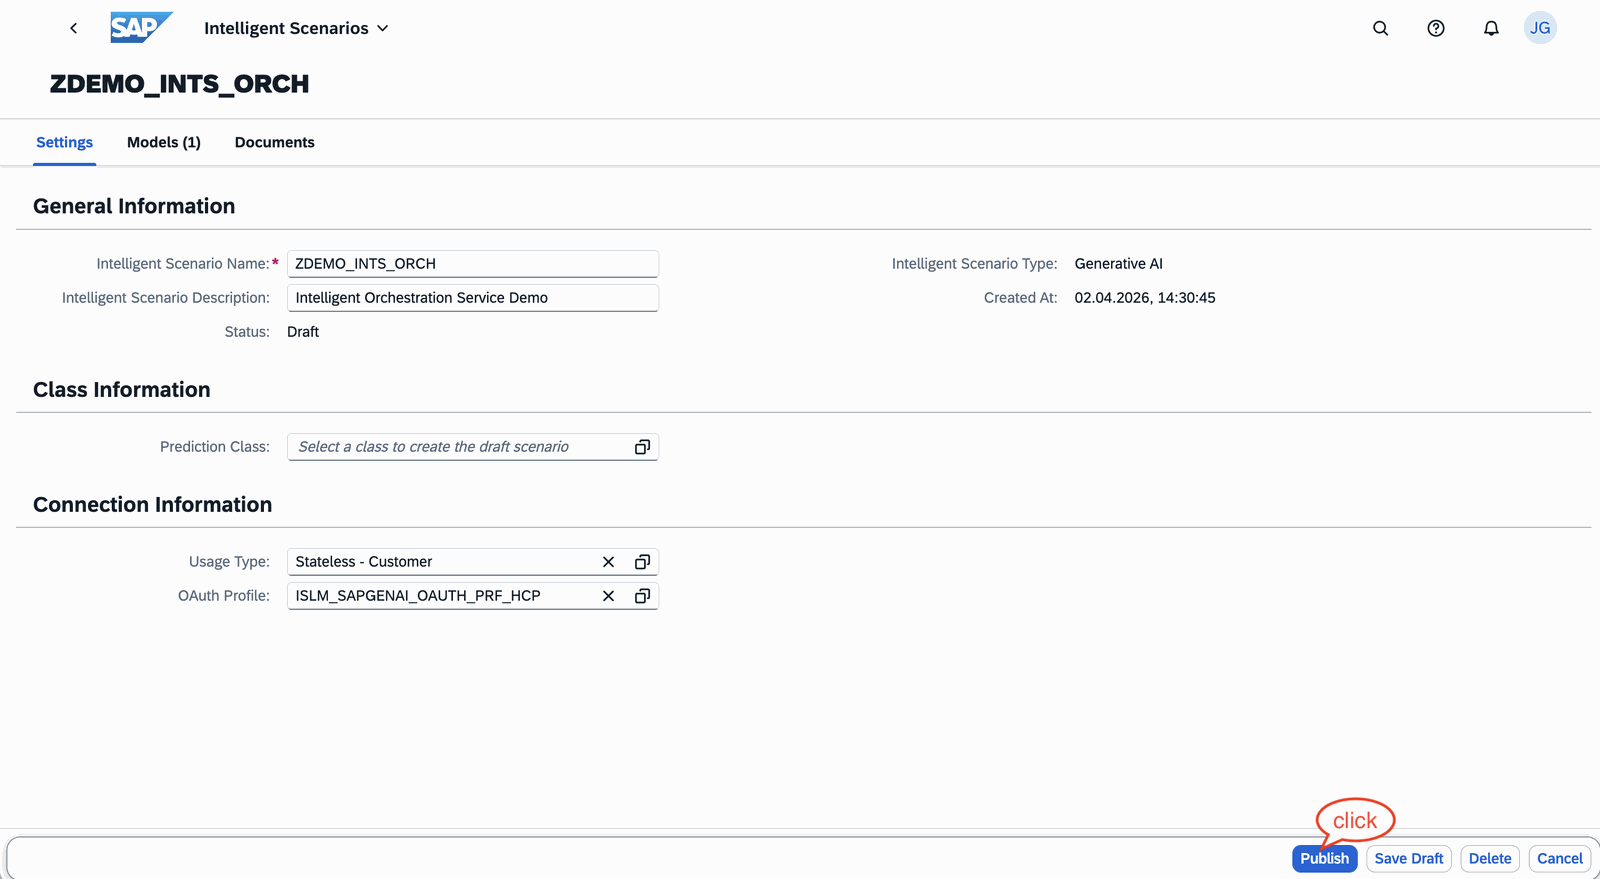 SAP Intelligent Scenarios JG
ZDEMO_INTS_ORCH
Settings Models (1) Documents
General Information
Intelligent Scenario Name:* ZDEMO_INTS_ORCH Intelligent Scenario Type: Generative AI
Intelligent Scenario Description: Intelligent Orchestration Service Demo Created At: 02.04.2026, 14:30:45
Status: Draft
Class Information
Prediction Class: Select a class to create the draft scenario
Connection Information
Usage Type: Stateless - Customer
OAuth Profile: ISLM_SAPGENAI_OAUTH_PRF_HCP
click
Publish Save Draft Delete Cancel